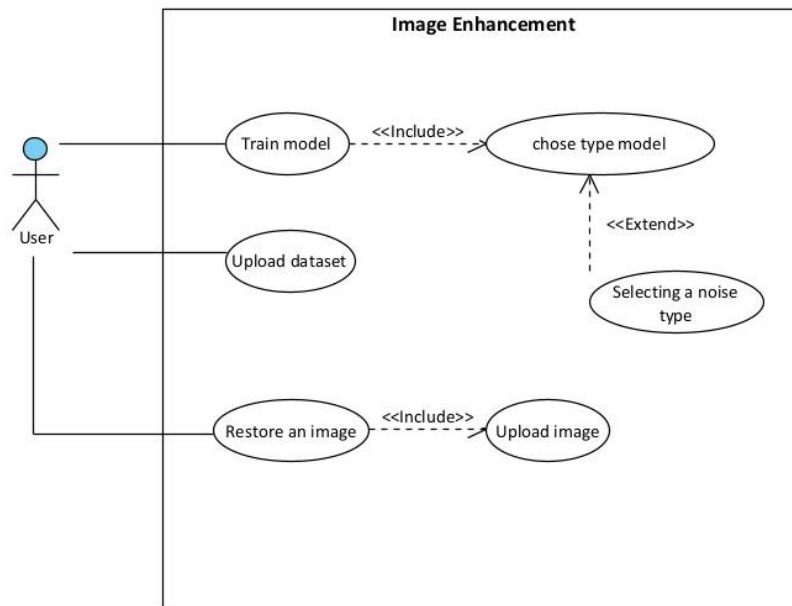 Image Enhancement
Train model
<<Include>>
chose type model
<<Extend>>
User
Upload dataset
Selecting a noise
type
Restore an image
<<Include>>
Upload image